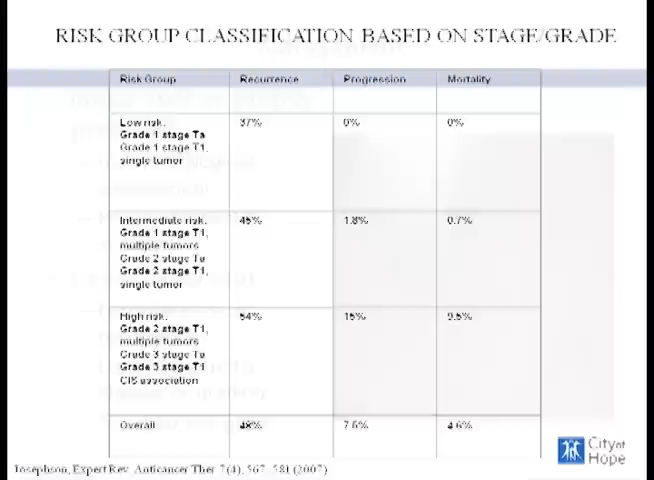 RISK GROUP CLASSIFICATION BASED ON STAGE/GRADE
Risk Group Recurrence Progression Mortality
Low risk. 37% 0% 0%
Grade 1 stage Ta
Grade 1 stage T1,
single tumor
Intermediate risk. 45% 1.8% 0.7%
Grade 1 stage T1,
multiple tumors
Grade 2 stage Ta
Grade 2 stage T1,
single tumor
High risk. 54% 15% 9.5%
Grade 2 stage T1,
multiple tumors
Grade 3 stage Ta
Grade 3 stage T1
CIS association
Overall 48% 4.6%
City of
Hope
Josephson, Expert Rev. Anticancer Ther 7(4), 567-581 (2007)